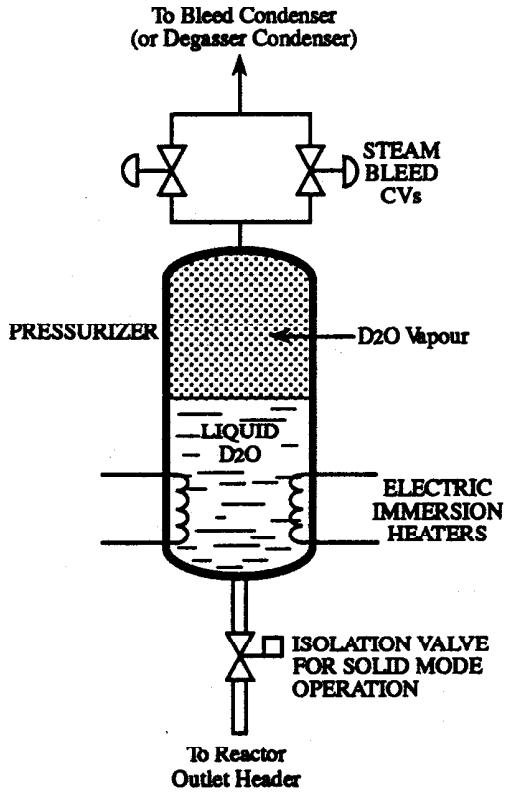 To Bleed Condenser
(or Degasser Condenser)
STEAM
BLEED
CVs
PRESSURIZER
D2O Vapour
LIQUID
D2O
ELECTRIC
IMMERSION
HEATERS
ISOLATION VALVE
FOR SOLID MODE
OPERATION
To Reactor
Outlet Header